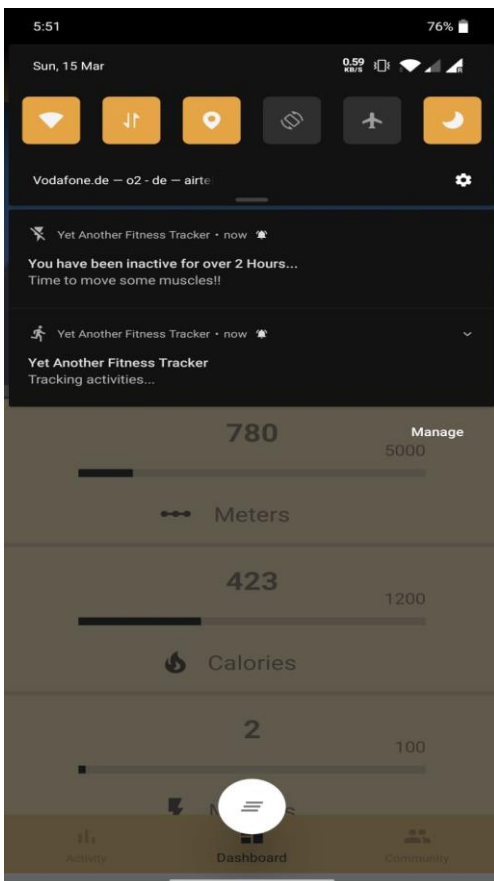 5:51 76%
Sun, 15 Mar 0.59 KB/S R
Vodafone.de — o2 - de — airte
Yet Another Fitness Tracker • now
You have been inactive for over 2 Hours...
Time to move some muscles!!
Yet Another Fitness Tracker • now
Yet Another Fitness Tracker
Tracking activities...
Manage
780
5000
Meters
423
1200
Calories
2
100
Activity Dashboard Community